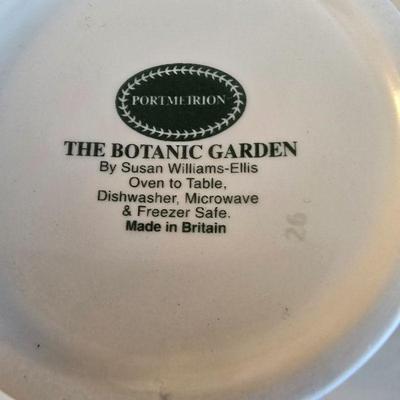 PORTMEIRION
THE BOTANIC GARDEN
By Susan Williams-Ellis
Oven to Table,
Dishwasher, Microwave
& Freezer Safe.
Made in Britain
26